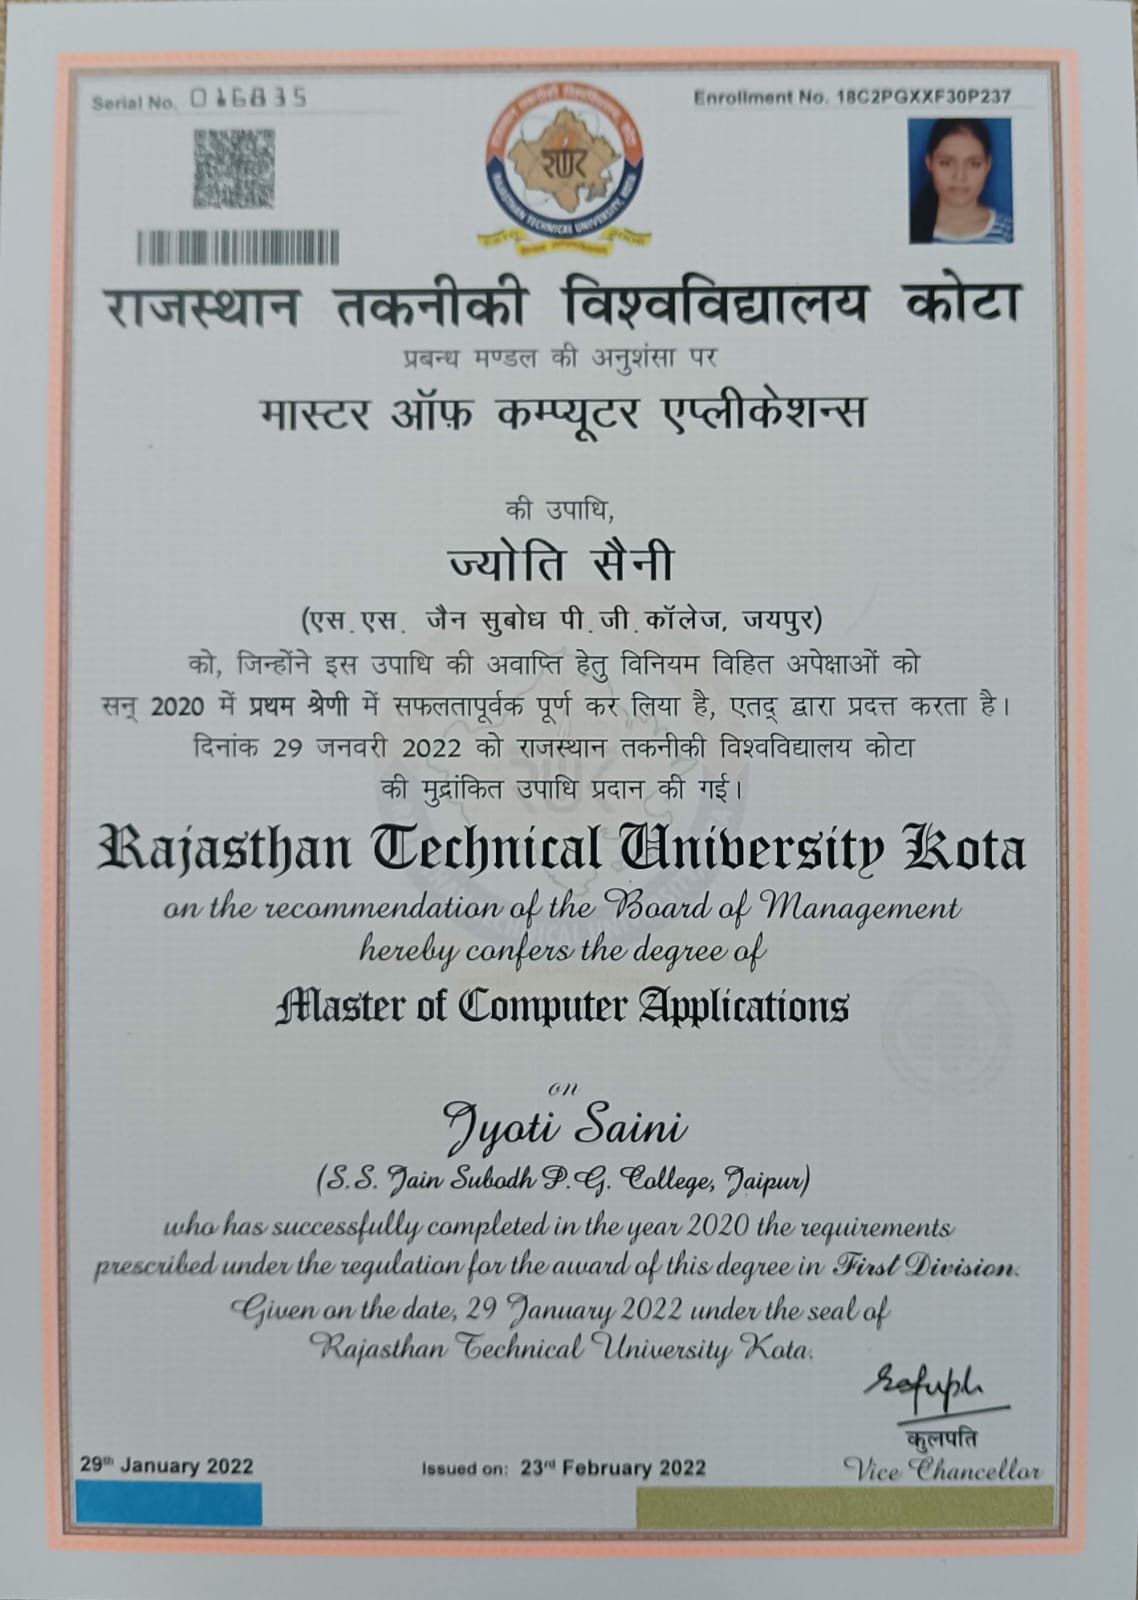 Serial No. 016835
Enrollment No. 18C2PGXXF30P237
RAJASTHAN TECHNICAL UNIVERSITY, KOTA
राजस्थान तकनीकी विश्वविद्यालय कोटा
प्रबन्ध मण्डल की अनुशंसा पर
मास्टर ऑफ़ कम्प्यूटर एप्लीकेशन्स
की उपाधि,
ज्योति सैनी
(एस.एस. जैन सुबोध पी.जी.कॉलेज, जयपुर)
को, जिन्होंने इस उपाधि की अवाप्ति हेतु विनियम विहित अपेक्षाओं को
सन् 2020 में प्रथम श्रेणी में सफलतापूर्वक पूर्ण कर लिया है, एतद् द्वारा प्रदत्त करता है।
दिनांक 29 जनवरी 2022 को राजस्थान तकनीकी विश्वविद्यालय कोटा
की मुद्रांकित उपाधि प्रदान की गई।
Rajasthan Technical University Kota
on the recommendation of the Board of Management
hereby confers the degree of
Master of Computer Applications
on
Jyoti Saini
(S.S. Jain Subodh P.G. College, Jaipur)
who has successfully completed in the year 2020 the requirements
prescribed under the regulation for the award of this degree in First Division.
Given on the date, 29 January 2022 under the seal of
Rajasthan Technical University Kota.
कुलपति
Vice Chancellor
29th January 2022
Issued on: 23rd February 2022